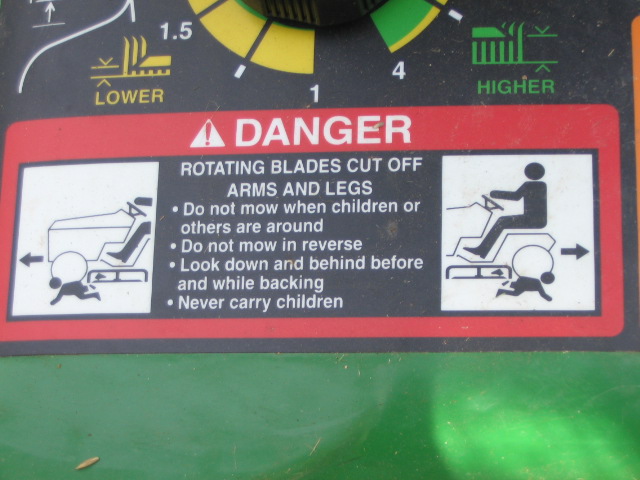 1.5
4
1
LOWER
HIGHER
DANGER
ROTATING BLADES CUT OFF
ARMS AND LEGS
• Do not mow when children or
others are around
• Do not mow in reverse
• Look down and behind before
and while backing
• Never carry children